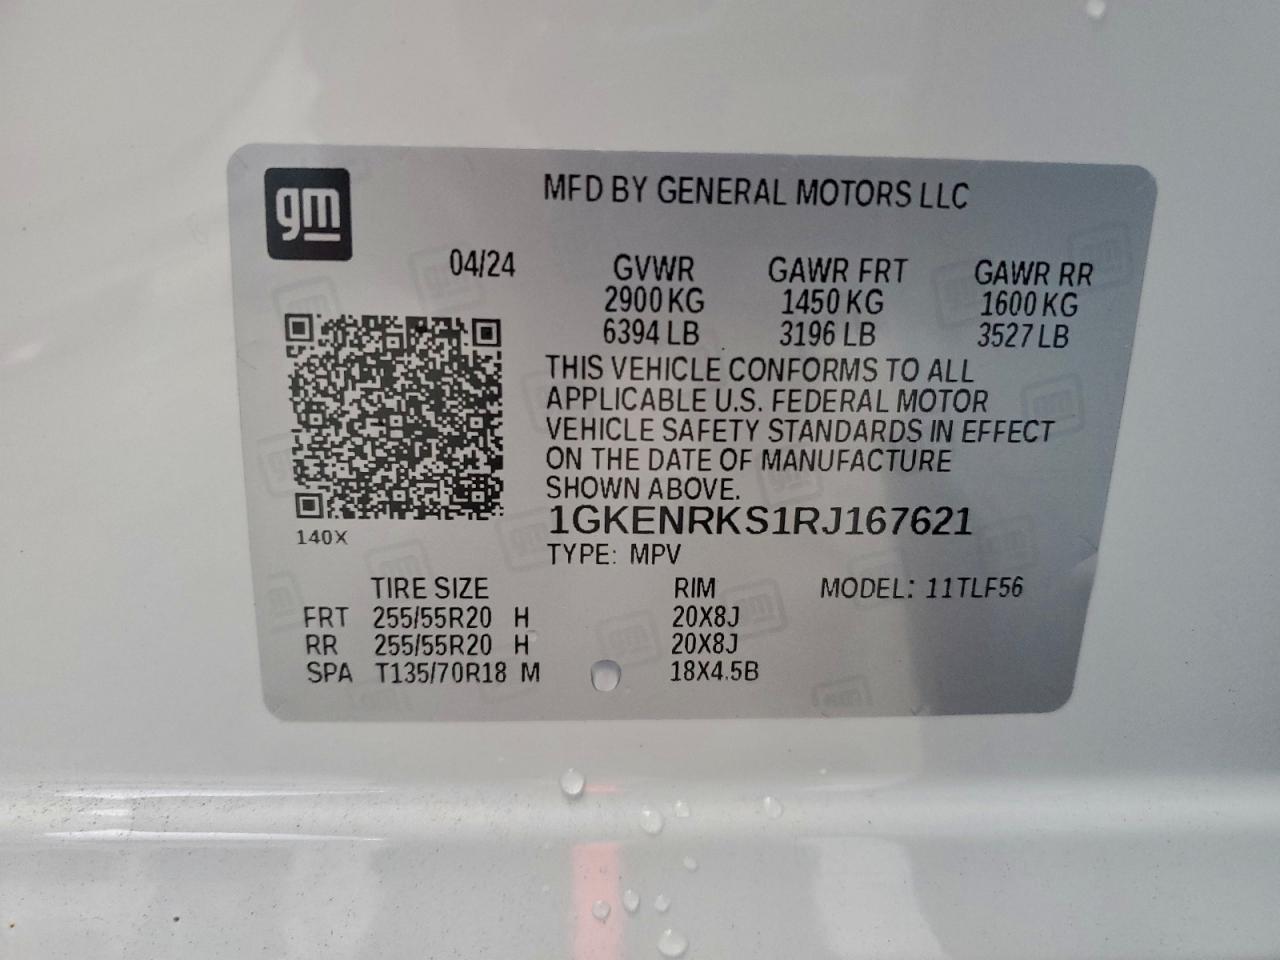 gm
MFD BY GENERAL MOTORS LLC
04/24 GVWR GAWR FRT GAWR RR
2900 KG 1450 KG 1600 KG
6394 LB 3196 LB 3527 LB
THIS VEHICLE CONFORMS TO ALL
APPLICABLE U.S. FEDERAL MOTOR
VEHICLE SAFETY STANDARDS IN EFFECT
ON THE DATE OF MANUFACTURE
SHOWN ABOVE.
140X
1GKENRKS1RJ167621
TYPE: MPV
TIRE SIZE RIM MODEL: 11TLF56
FRT 255/55R20 H 20X8J
RR 255/55R20 H 20X8J
SPA T135/70R18 M 18X4.5B